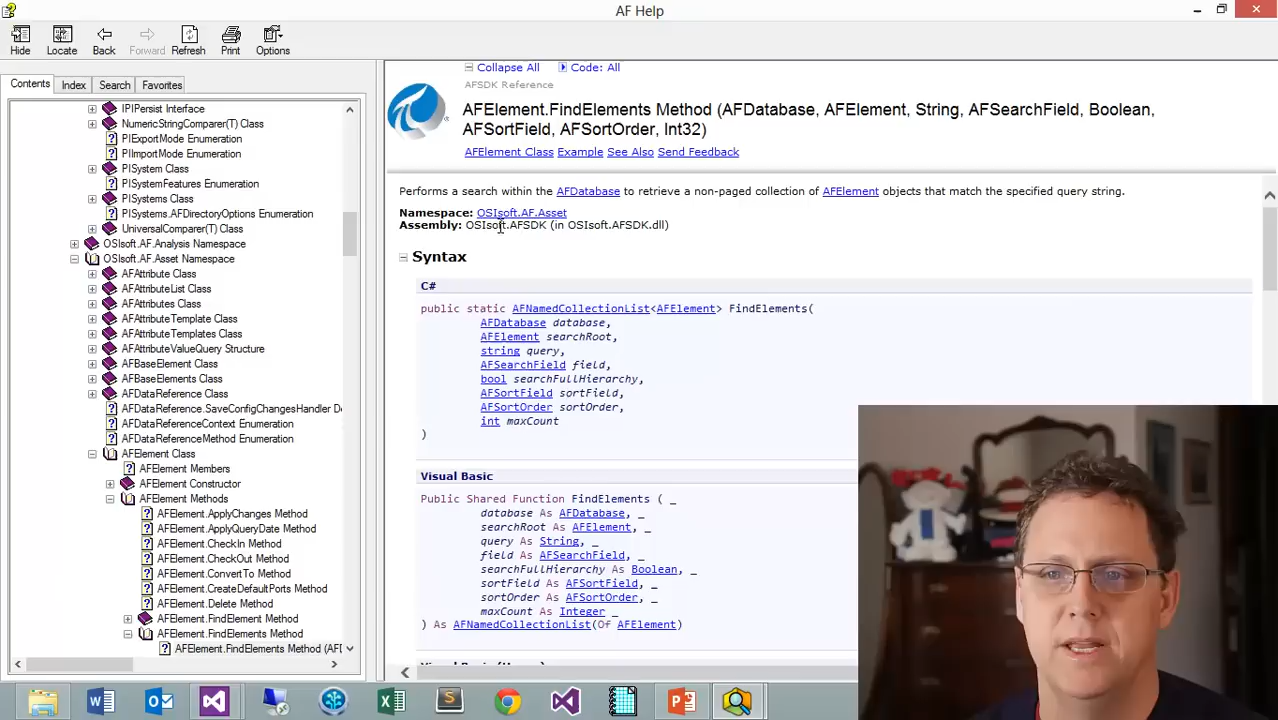 AF Help
Hide
Locate
Back
Forward
Refresh
Print
Options
Contents
Index
Search
Favorites
IPIPersist Interface
NumericStringComparer(T) Class
PIExportMode Enumeration
PIImportMode Enumeration
PISystem Class
PISystemFeatures Enumeration
PISystems Class
PISystems.AFDirectoryOptions Enumeration
UniversalComparer(T) Class
OSIsoft.AF.Analysis Namespace
OSIsoft.AF.Asset Namespace
AFAttribute Class
AFAttributeList Class
AFAttributes Class
AFAttributeTemplate Class
AFAttributeTemplates Class
AFAttributeValueQuery Structure
AFBaseElement Class
AFBaseElements Class
AFDataReference Class
AFDataReference.SaveConfigChangesHandler De
AFDataReferenceContext Enumeration
AFDataReferenceMethod Enumeration
AFElement Class
AFElement Members
AFElement Constructor
AFElement Methods
AFElement.ApplyChanges Method
AFElement.ApplyQueryDate Method
AFElement.CheckIn Method
AFElement.CheckOut Method
AFElement.ConvertTo Method
AFElement.CreateDefaultPorts Method
AFElement.Delete Method
AFElement.FindElement Method
AFElement.FindElements Method
AFElement.FindElements Method (AFD
Collapse All Code: All
AFSDK Reference
AFElement.FindElements Method (AFDatabase, AFElement, String, AFSearchField, Boolean,
AFSortField, AFSortOrder, Int32)
AFElement Class Example See Also Send Feedback
Performs a search within the AFDatabase to retrieve a non-paged collection of AFElement objects that match the specified query string.
Namespace: OSIsoft.AF.Asset
Assembly: OSIsoft.AFSDK (in OSIsoft.AFSDK.dll)
Syntax
C#
public static AFNamedCollectionList<AFElement> FindElements(
AFDatabase database,
AFElement searchRoot,
string query,
AFSearchField field,
bool searchFullHierarchy,
AFSortField sortField,
AFSortOrder sortOrder,
int maxCount
)
Visual Basic
Public Shared Function FindElements ( _
database As AFDatabase, _
searchRoot As AFElement, _
query As String, _
field As AFSearchField, _
searchFullHierarchy As Boolean, _
sortField As AFSortField, _
sortOrder As AFSortOrder, _
maxCount As Integer _
) As AFNamedCollectionList(Of AFElement)